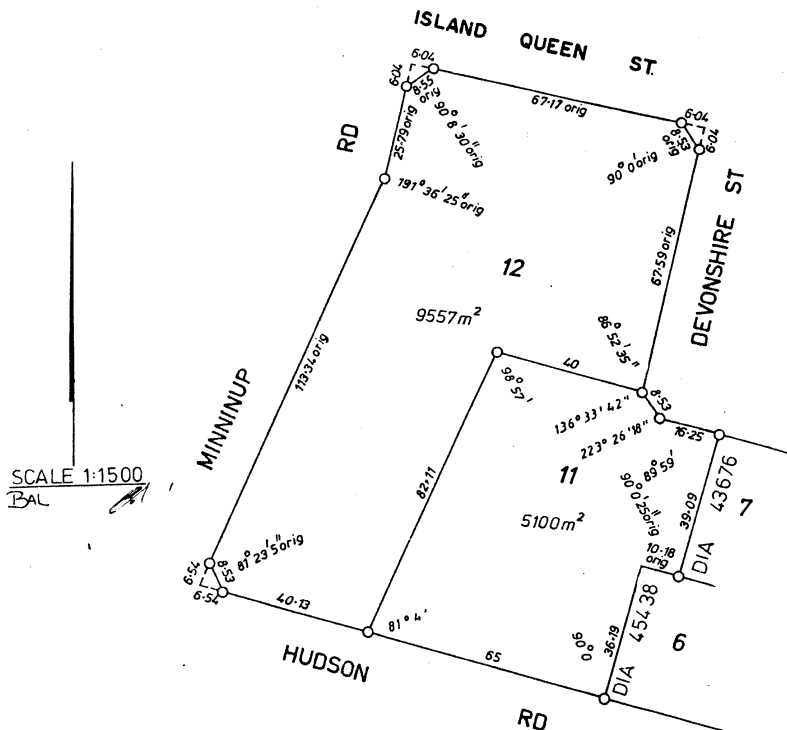 ISLAND QUEEN ST.
6·04
6·04
8·55 orig
90° 8' 30" orig
67·17 orig
6·04
6·04
8·53 orig
90° 0' orig
RD
25·79 orig
191° 36' 25" orig
DEVONSHIRE ST
67·59 orig
12
9557m²
86° 52' 35"
113·34 orig
MINNINUP
40
98° 57'
8·53
136° 33' 42"
223° 26' 18"
16·25
SCALE 1:1500
BAL
82·11
11
5100m²
89° 59'
90° 0' 25" orig
39·09
DIA 43676
7
10·18 orig
6·54
8·53
6·54
81° 23' 5" orig
40·13
81° 4'
HUDSON
65
90° 0'
36·19
DIA 45438
6
RD